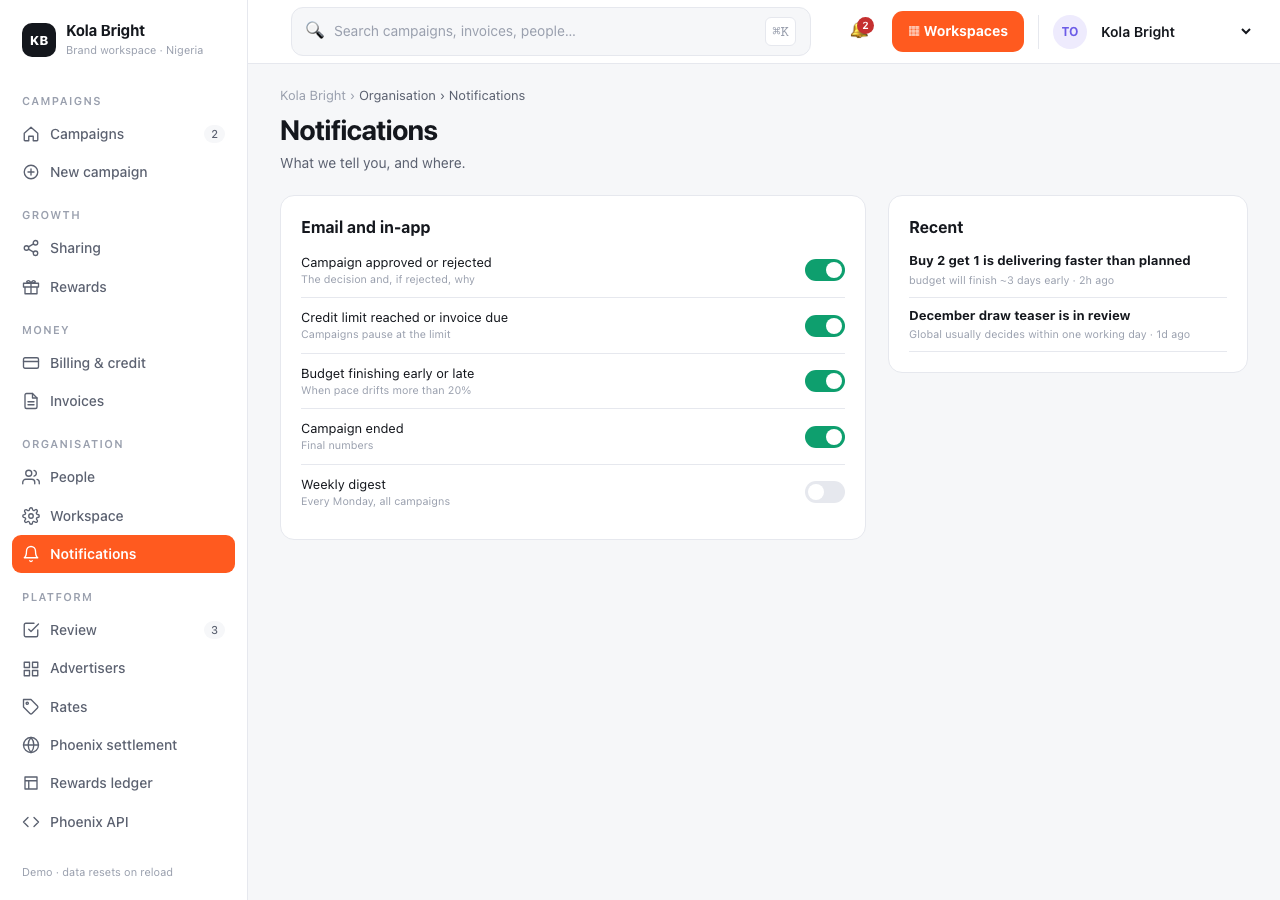 KB
Kola Bright
Brand workspace · Nigeria
CAMPAIGNS
Campaigns 2
New campaign
GROWTH
Sharing
Rewards
MONEY
Billing & credit
Invoices
ORGANISATION
People
Workspace
Notifications
PLATFORM
Review 3
Advertisers
Rates
Phoenix settlement
Rewards ledger
Phoenix API
Demo · data resets on reload
Search campaigns, invoices, people… ⌘K
2
Workspaces
TO Kola Bright
Kola Bright › Organisation › Notifications
Notifications
What we tell you, and where.
Email and in-app
Campaign approved or rejected
The decision and, if rejected, why
Credit limit reached or invoice due
Campaigns pause at the limit
Budget finishing early or late
When pace drifts more than 20%
Campaign ended
Final numbers
Weekly digest
Every Monday, all campaigns
Recent
Buy 2 get 1 is delivering faster than planned
budget will finish ~3 days early · 2h ago
December draw teaser is in review
Global usually decides within one working day · 1d ago